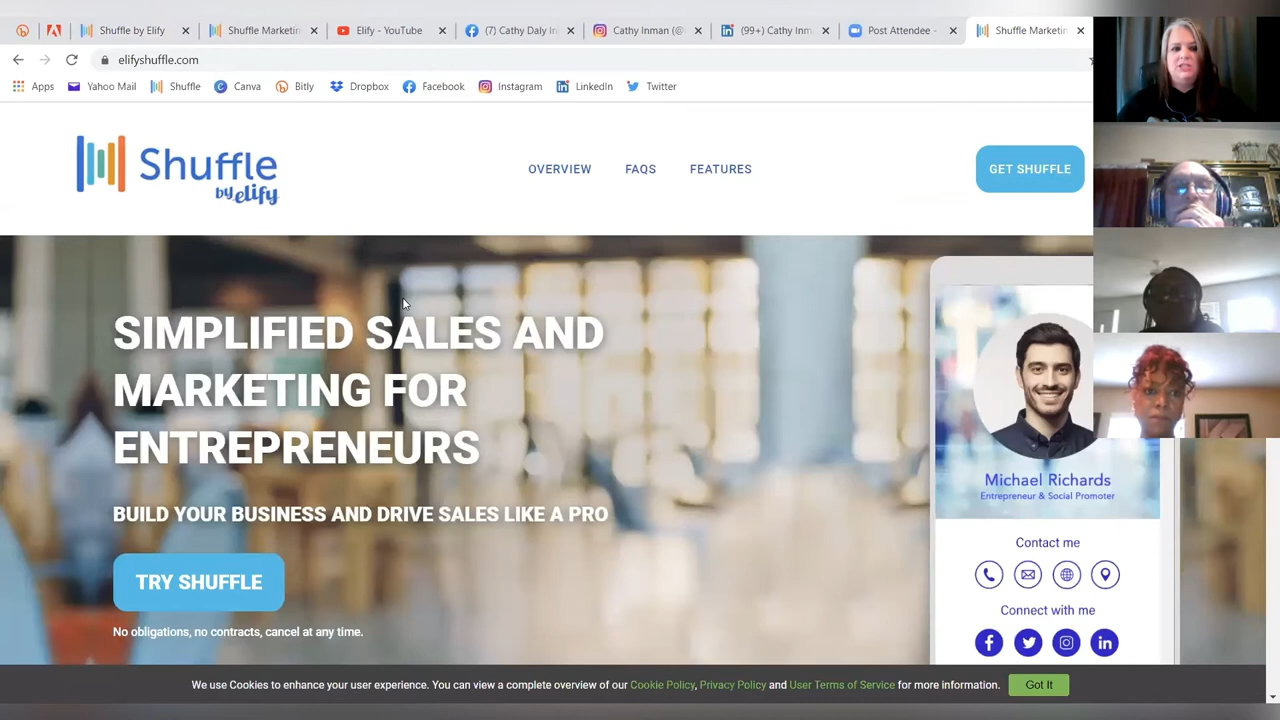 Shuffle by Elify
Shuffle Marketin
Elify - YouTube
(7) Cathy Daly In
Cathy Inman (@
(99+) Cathy Inm
Post Attendee -
Shuffle Marketin
elifyshuffle.com
Apps
Yahoo Mail
Shuffle
Canva
Bitly
Dropbox
Facebook
Instagram
LinkedIn
Twitter
Shuffle
by elify
OVERVIEW
FAQS
FEATURES
GET SHUFFLE
SIMPLIFIED SALES AND
MARKETING FOR
ENTREPRENEURS
BUILD YOUR BUSINESS AND DRIVE SALES LIKE A PRO
TRY SHUFFLE
No obligations, no contracts, cancel at any time.
Michael Richards
Entrepreneur & Social Promoter
Contact me
Connect with me
We use Cookies to enhance your user experience. You can view a complete overview of our Cookie Policy, Privacy Policy and User Terms of Service for more information.
Got It